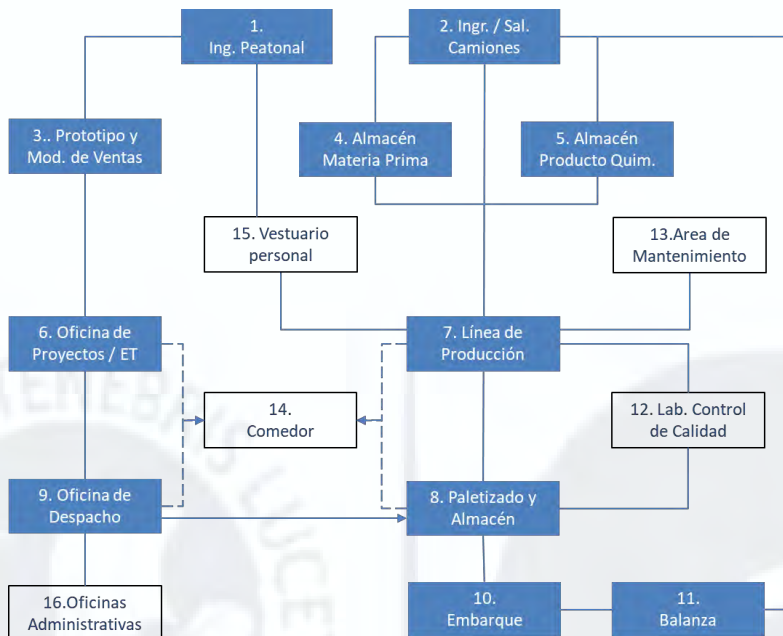 1.
Ing. Peatonal
2. Ingr. / Sal.
Camiones
3.. Prototipo y
Mod. de Ventas
4. Almacén
Materia Prima
5. Almacén
Producto Quim.
15. Vestuario
personal
13.Area de
Mantenimiento
6. Oficina de
Proyectos / ET
7. Línea de
Producción
14.
Comedor
12. Lab. Control
de Calidad
9. Oficina de
Despacho
8. Paletizado y
Almacén
16.Oficinas
Administrativas
10.
Embarque
11.
Balanza
TENEBRAS LUCET